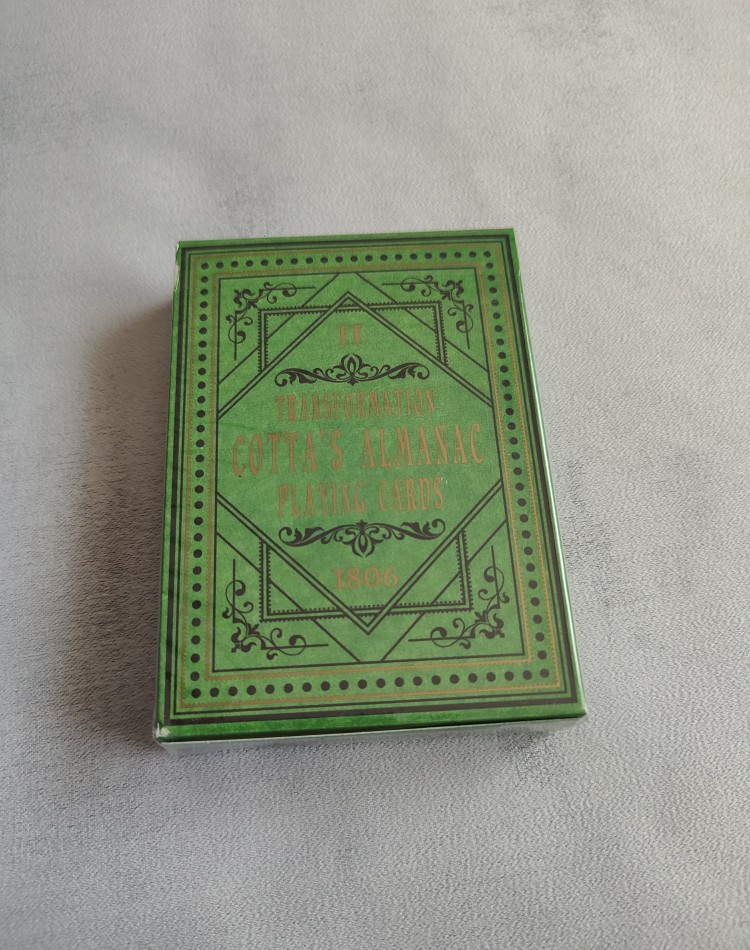 II
TRANSFORMATION
COTTA'S ALMANAC
PLAYING CARDS
1806